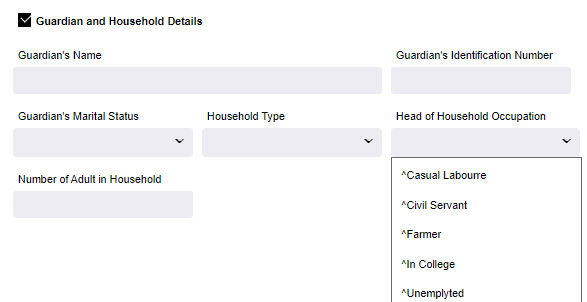 Guardian and Household Details
Guardian's Name
Guardian's Identification Number
Guardian's Marital Status
Household Type
Head of Household Occupation
Number of Adult in Household
^Casual Labourre
^Civil Servant
^Farmer
^In College
^Unemplyted